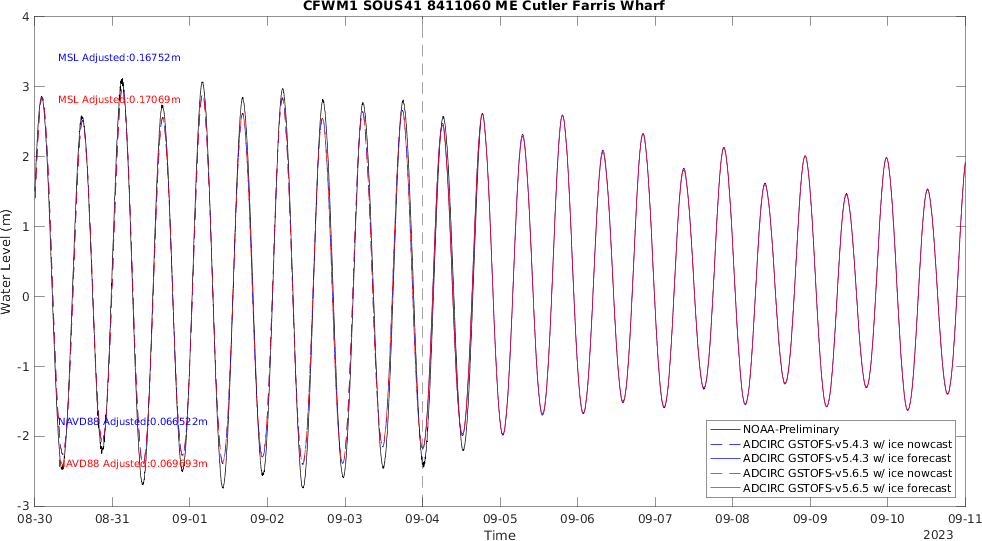 CFWM1 SOUS41 8411060 ME Cutler Farris Wharf
4
3
2
1
0
-1
-2
-3
Water Level (m)
MSL Adjusted:0.16752m
MSL Adjusted:0.17069m
NAVD88 Adjusted:0.066522m
NAVD88 Adjusted:0.069693m
NOAA-Preliminary
ADCIRC GSTOFS-v5.4.3 w/ ice nowcast
ADCIRC GSTOFS-v5.4.3 w/ ice forecast
ADCIRC GSTOFS-v5.6.5 w/ ice nowcast
ADCIRC GSTOFS-v5.6.5 w/ ice forecast
08-30 08-31 09-01 09-02 09-03 09-04 09-05 09-06 09-07 09-08 09-09 09-10 09-11
Time
2023